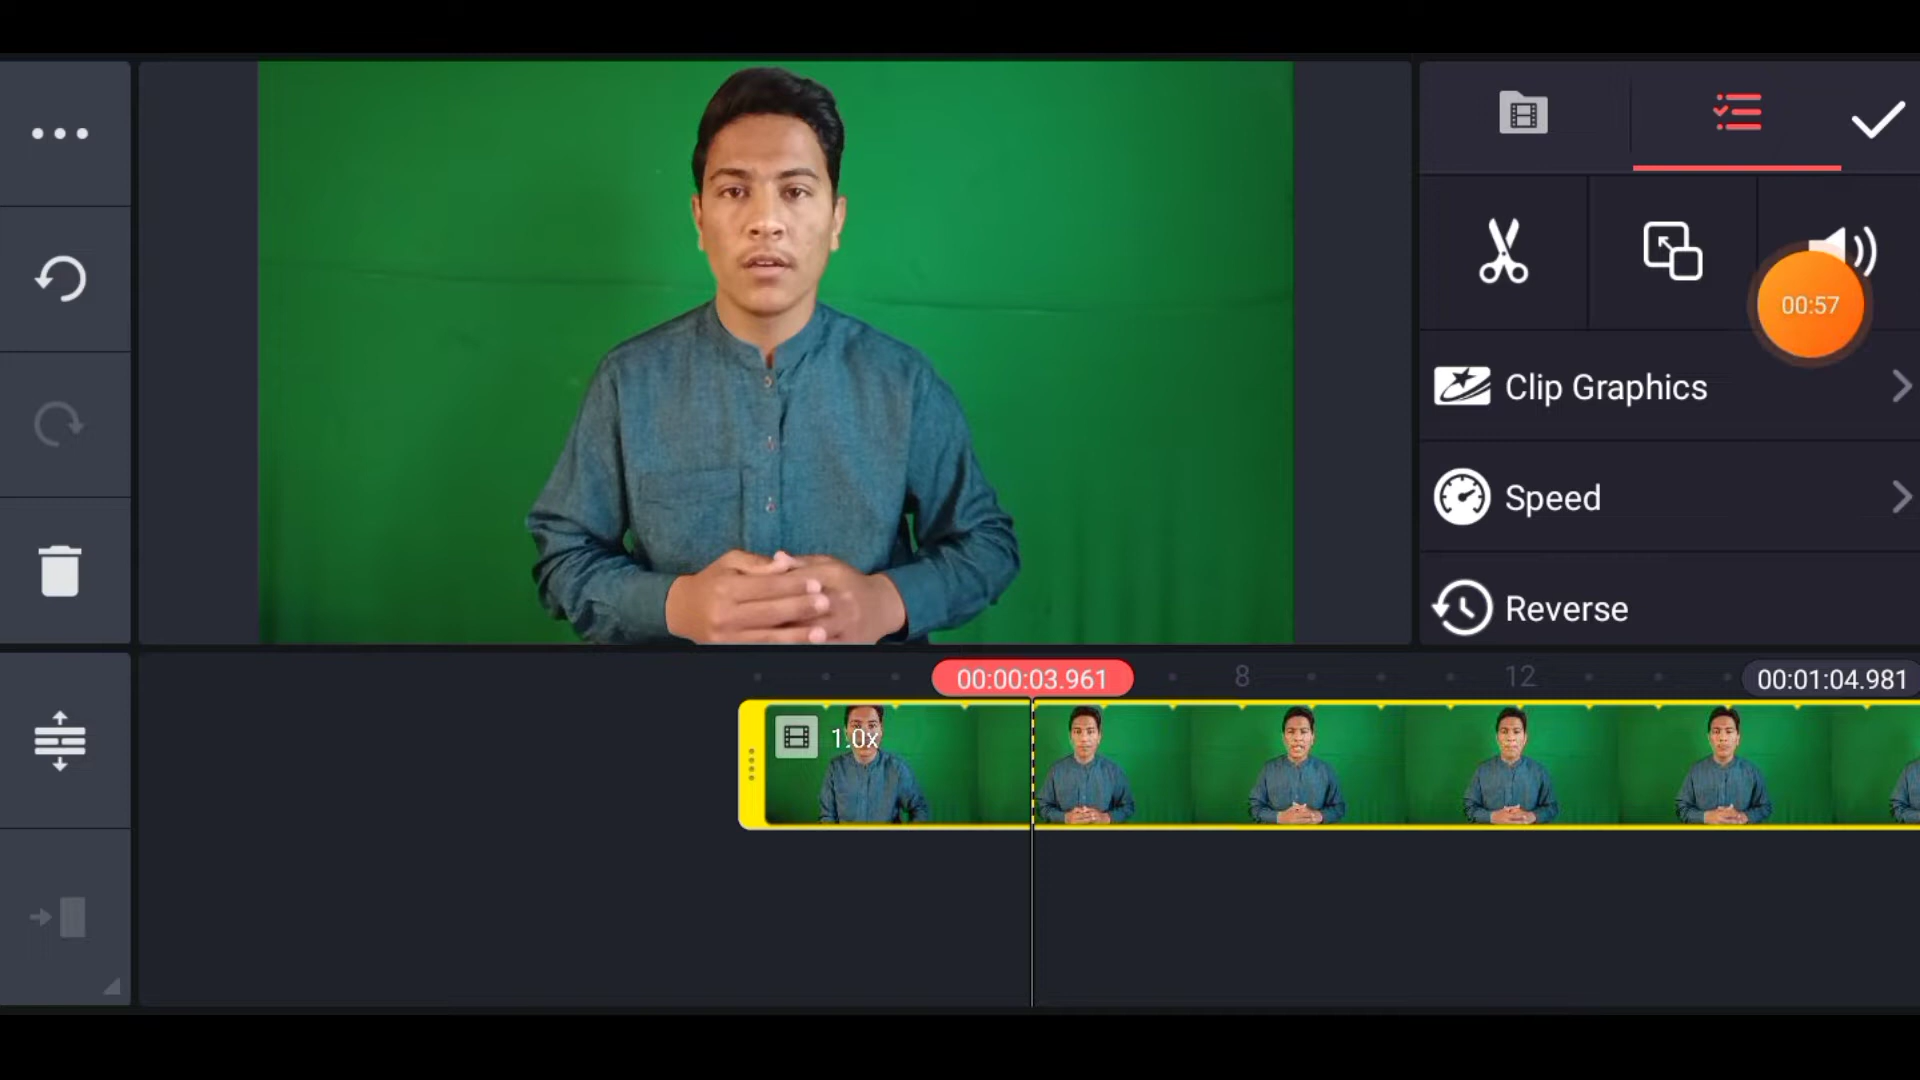 00:57
Clip Graphics
Speed
Reverse
00:00:03.961
8
12
00:01:04.981
1.0x